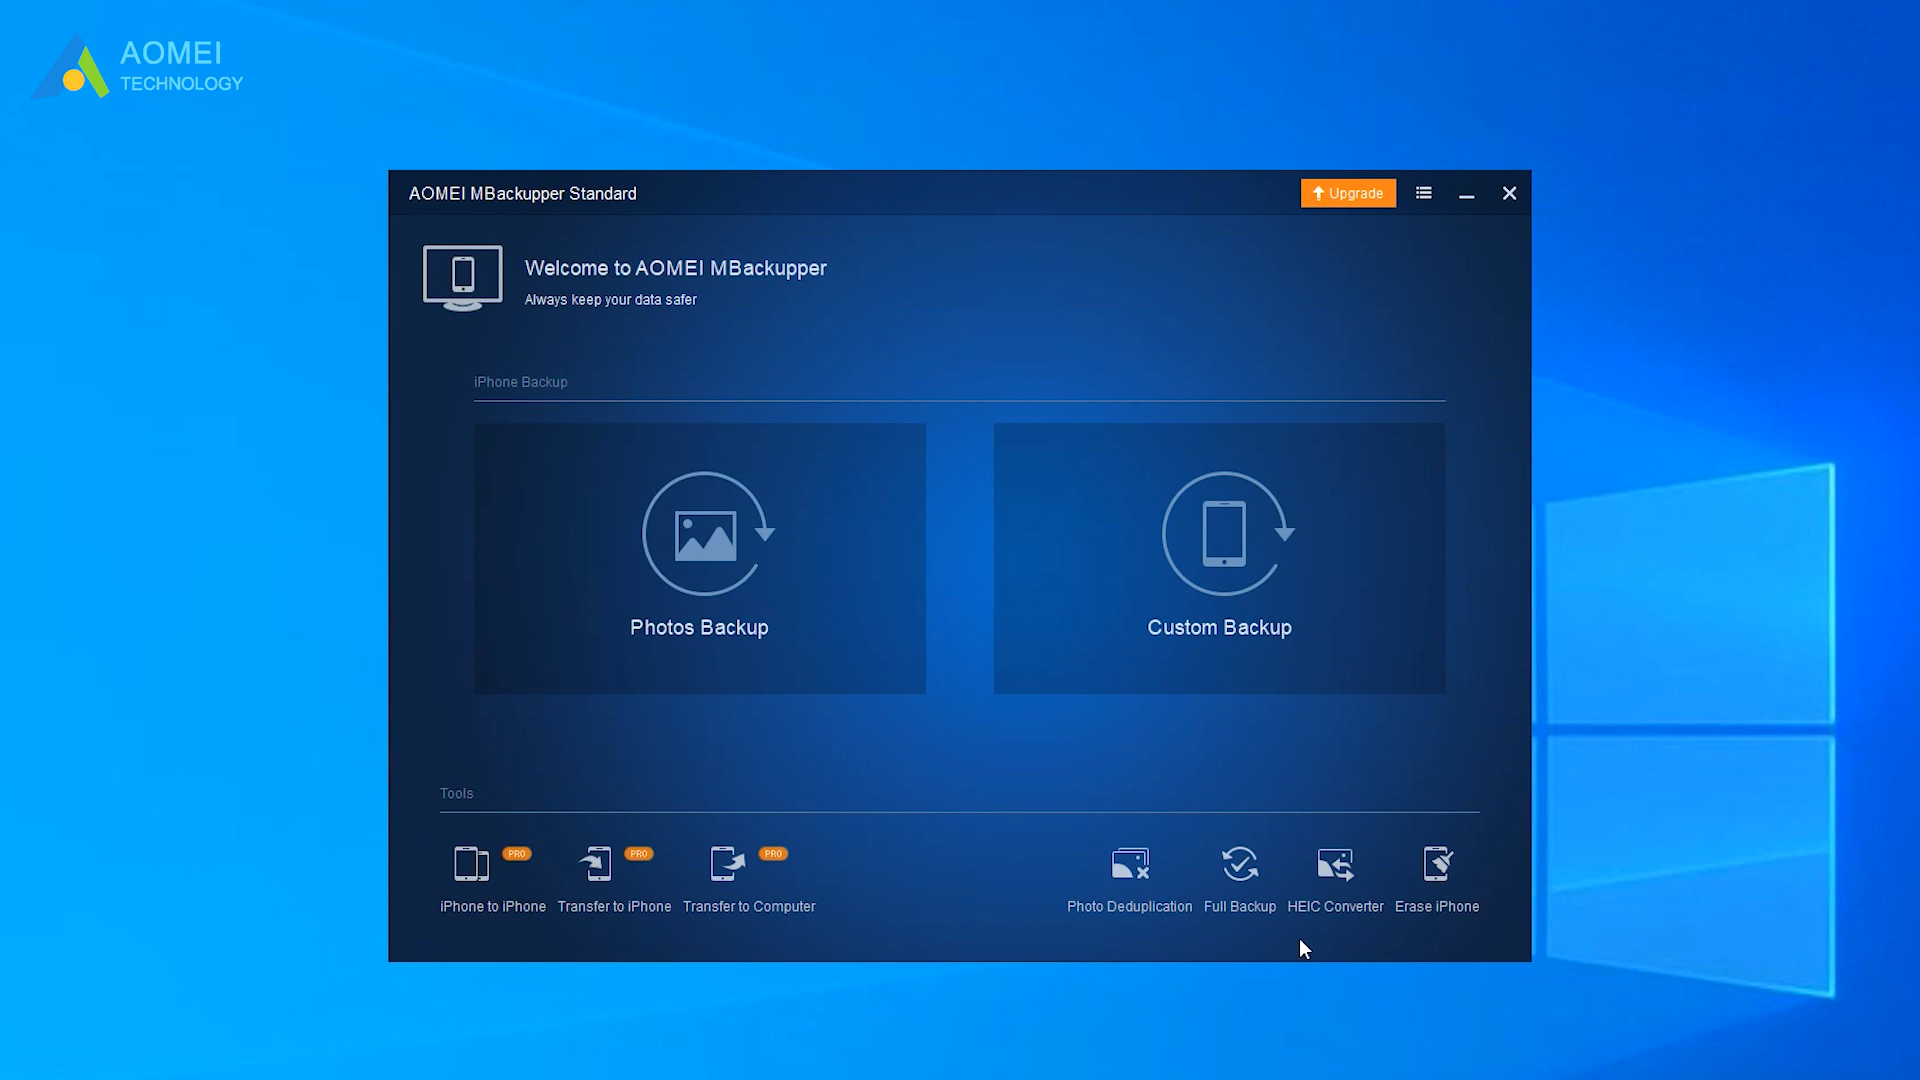 AOMEI
TECHNOLOGY
AOMEI MBackupper Standard
Upgrade
Welcome to AOMEI MBackupper
Always keep your data safer
iPhone Backup
Photos Backup
Custom Backup
Tools
PRO
PRO
PRO
iPhone to iPhone
Transfer to iPhone
Transfer to Computer
Photo Deduplication
Full Backup
HEIC Converter
Erase iPhone